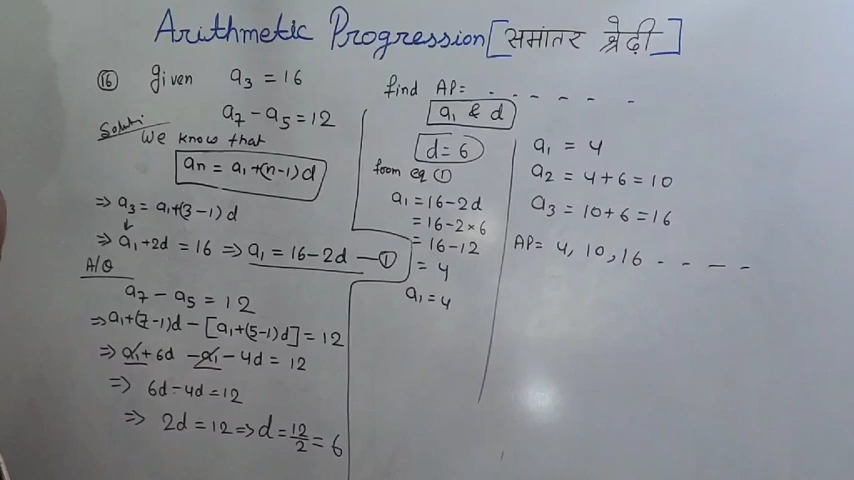 Arithmetic Progression [समांतर श्रेढ़ी]
16 Given a3 = 16
a7 - a5 = 12
Soluti
We know that
an = a1+(n-1)d
⇒ a3 = a1+(3-1)d
⇒ a1+2d = 16 ⇒ a1 = 16-2d —①
A/Q
a7 - a5 = 12
⇒ a1+(7-1)d - [a1+(5-1)d] = 12
⇒ a1+6d - a1 - 4d = 12
⇒ 6d-4d = 12
⇒ 2d = 12 ⇒ d = 12/2 = 6
find AP = - - - - - -
a1 & d
d = 6
from eq ①
a1 = 16-2d
= 16-2×6
= 16-12
= 4
a1 = 4
a1 = 4
a2 = 4+6 = 10
a3 = 10+6 = 16
AP = 4, 10, 16 - - - -